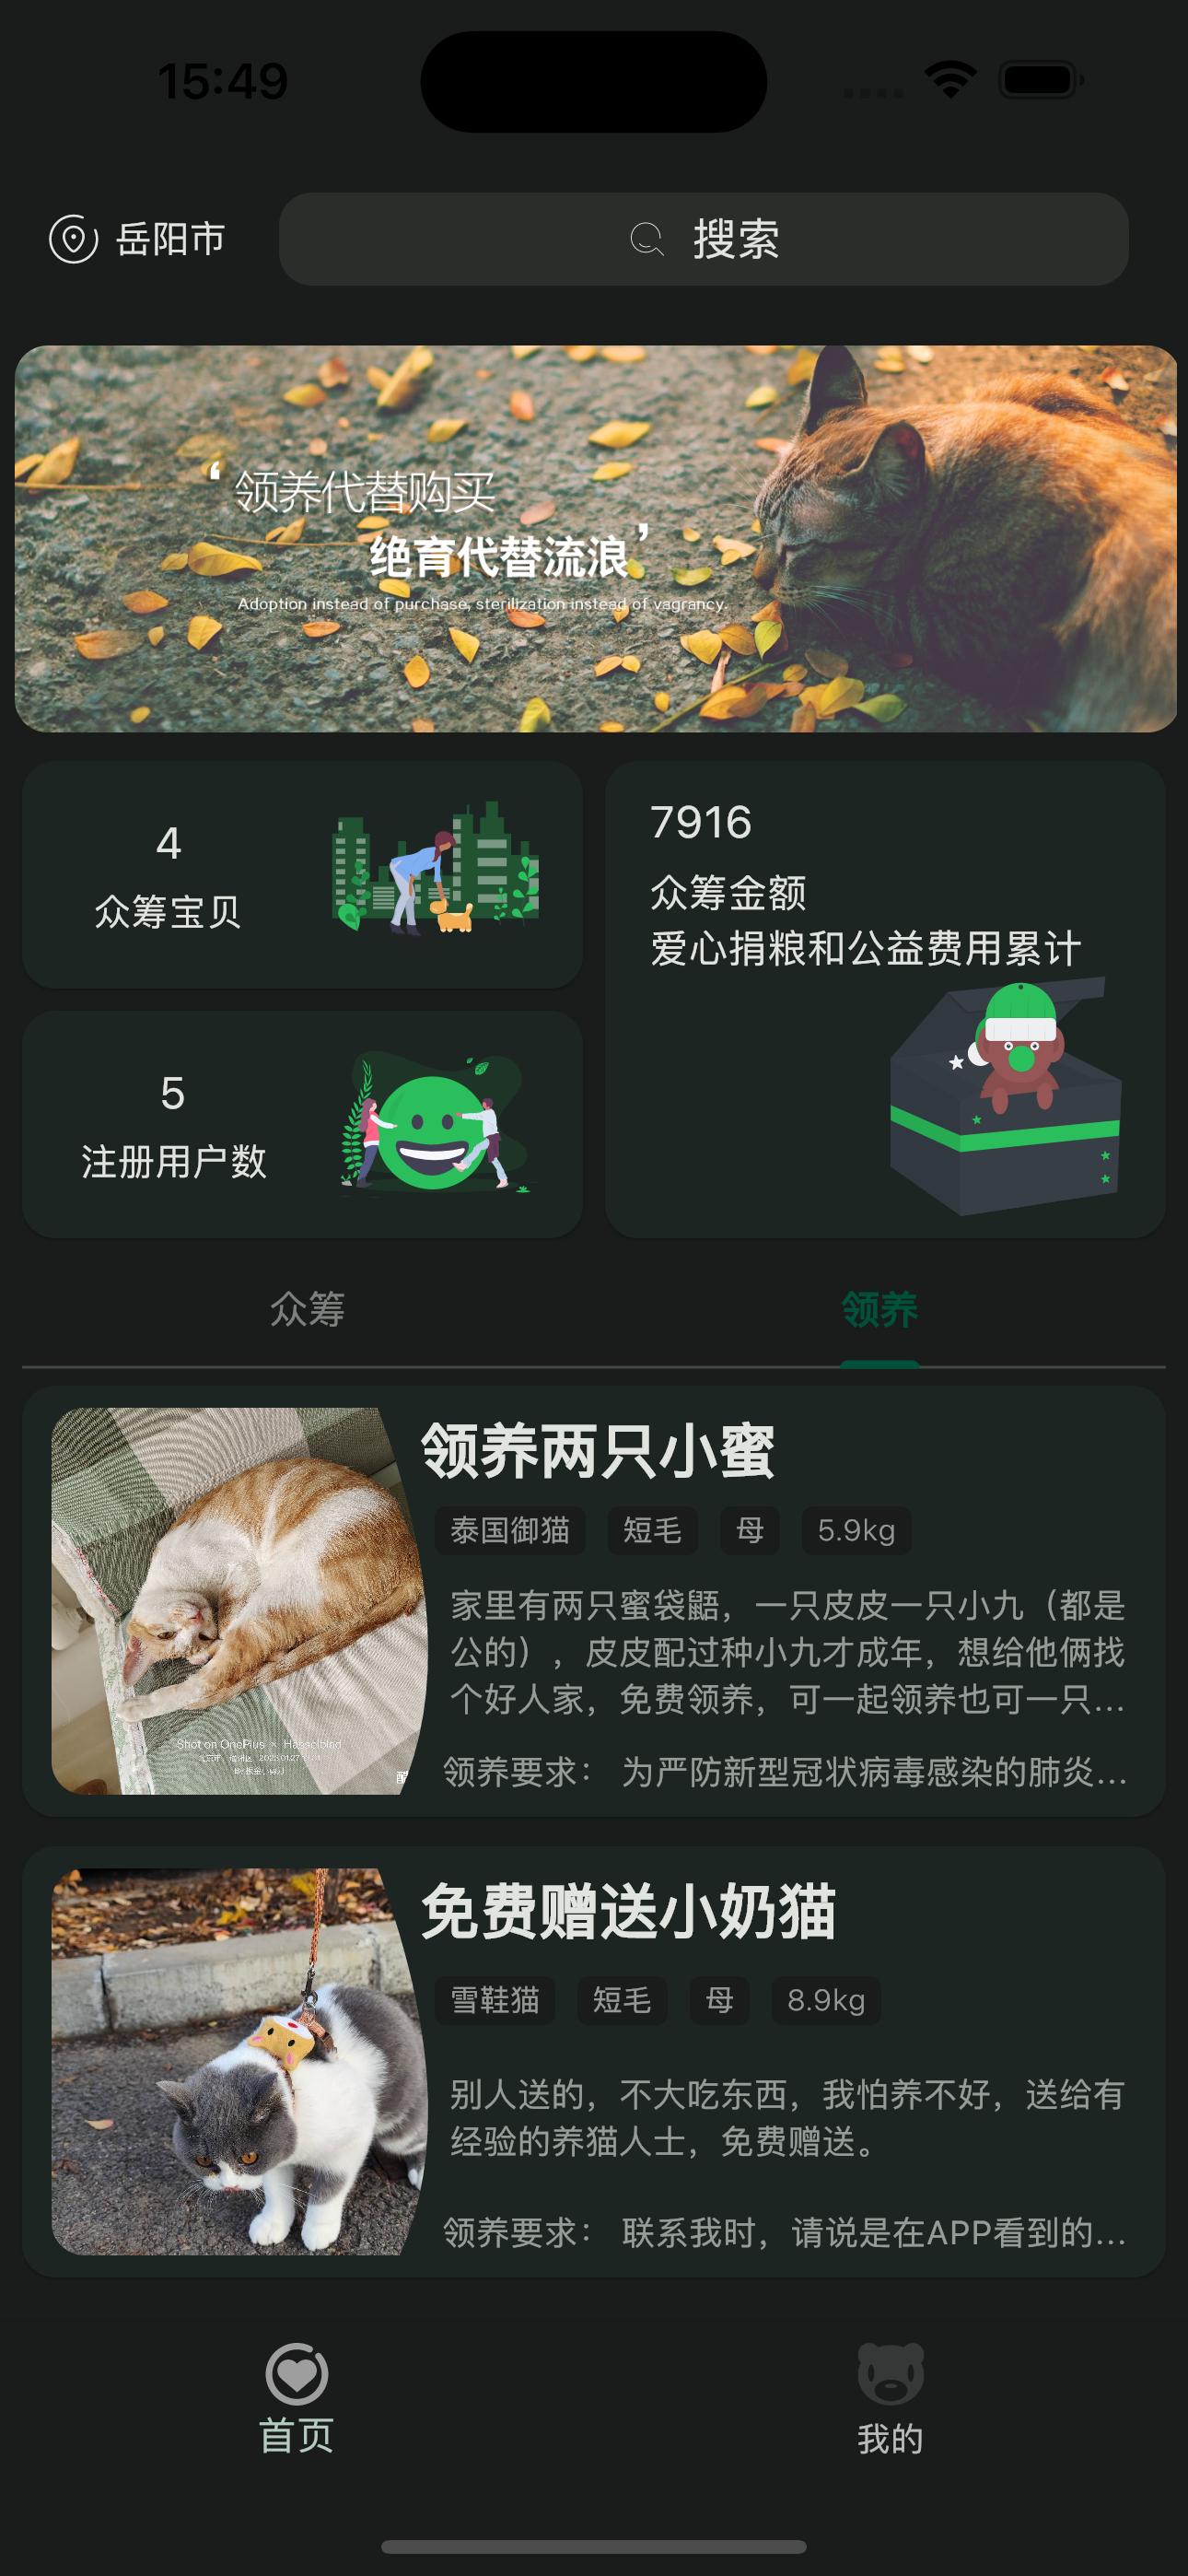 15:49
岳阳市
搜索
‘领养代替购买
绝育代替流浪’
Adoption instead of purchase, sterilization instead of vagrancy.
4
众筹宝贝
7916
众筹金额
爱心捐粮和公益费用累计
5
注册用户数
众筹
领养
领养两只小蜜
泰国御猫
短毛
母
5.9kg
家里有两只蜜袋鼯，一只皮皮一只小九（都是
公的），皮皮配过种小九才成年，想给他俩找
个好人家，免费领养，可一起领养也可一只...
Shot on OnePlus × Hasselblad
领养要求： 为严防新型冠状病毒感染的肺炎...
免费赠送小奶猫
雪鞋猫
短毛
母
8.9kg
别人送的，不大吃东西，我怕养不好，送给有
经验的养猫人士，免费赠送。
领养要求： 联系我时，请说是在APP看到的...
首页
我的